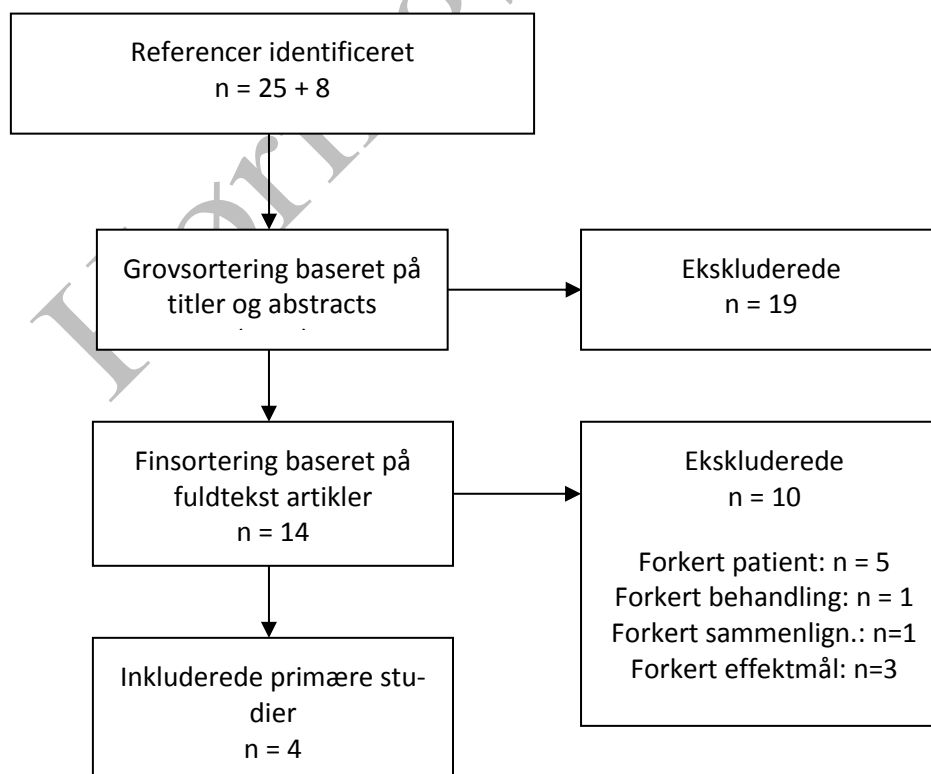 Referencer identificeret
n = 25 + 8
Grovsortering baseret på
titler og abstracts
Ekskluderede
n = 19
Finsortering baseret på
fuldtekst artikler
n = 14
Ekskluderede
n = 10
Forkert patient: n = 5
Forkert behandling: n = 1
Forkert sammenlign.: n=1
Forkert effektmål: n=3
Inkluderede primære stu-
dier
n = 4